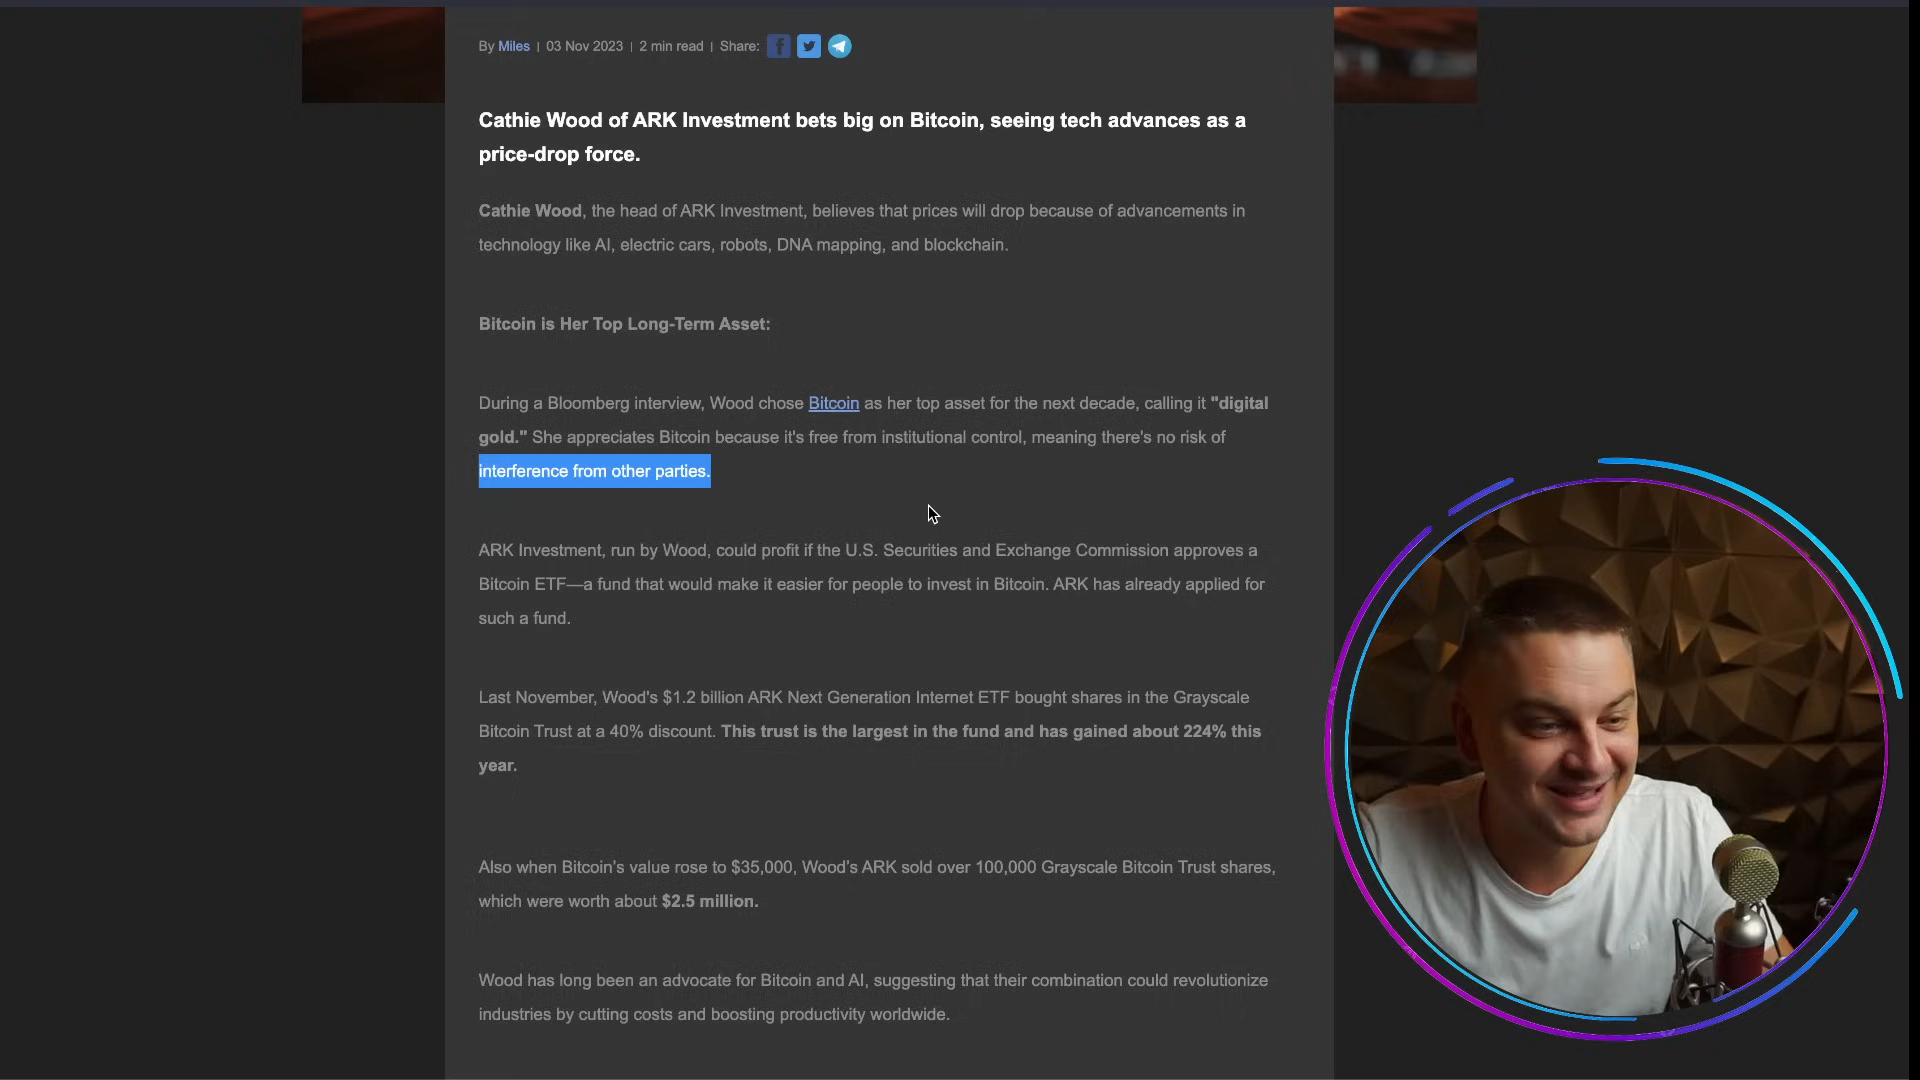 By Miles | 03 Nov 2023 | 2 min read | Share:
Cathie Wood of ARK Investment bets big on Bitcoin, seeing tech advances as a
price-drop force.
Cathie Wood, the head of ARK Investment, believes that prices will drop because of advancements in
technology like AI, electric cars, robots, DNA mapping, and blockchain.
Bitcoin is Her Top Long-Term Asset:
During a Bloomberg interview, Wood chose Bitcoin as her top asset for the next decade, calling it "digital
gold." She appreciates Bitcoin because it's free from institutional control, meaning there's no risk of
interference from other parties.
ARK Investment, run by Wood, could profit if the U.S. Securities and Exchange Commission approves a
Bitcoin ETF—a fund that would make it easier for people to invest in Bitcoin. ARK has already applied for
such a fund.
Last November, Wood's $1.2 billion ARK Next Generation Internet ETF bought shares in the Grayscale
Bitcoin Trust at a 40% discount. This trust is the largest in the fund and has gained about 224% this
year.
Also when Bitcoin's value rose to $35,000, Wood's ARK sold over 100,000 Grayscale Bitcoin Trust shares,
which were worth about $2.5 million.
Wood has long been an advocate for Bitcoin and AI, suggesting that their combination could revolutionize
industries by cutting costs and boosting productivity worldwide.